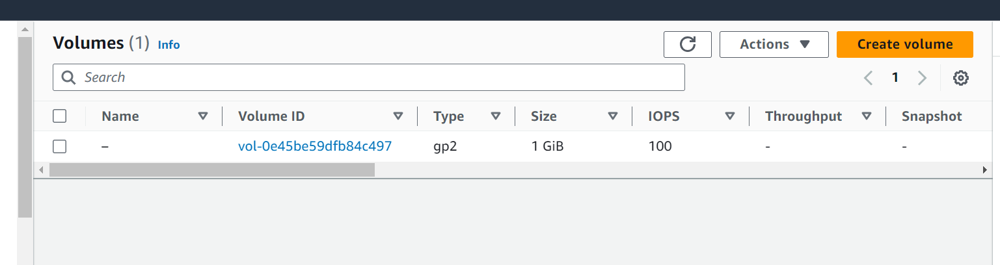 Volumes (1) Info
Actions
Create volume
Search
1
Name Volume ID Type Size IOPS Throughput Snapshot
– vol-0e45be59dfb84c497 gp2 1 GiB 100 - -